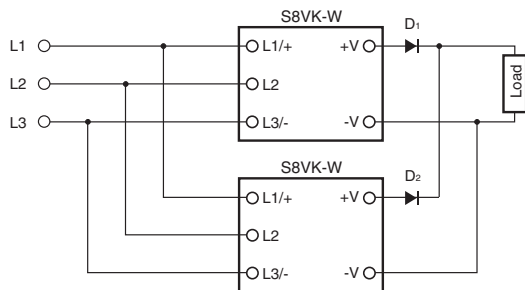 S8VK-W
D1
L1
L1/+
+V
L2
L2
L3
L3/-
-V
Load
S8VK-W
D2
L1/+
+V
L2
L3/-
-V